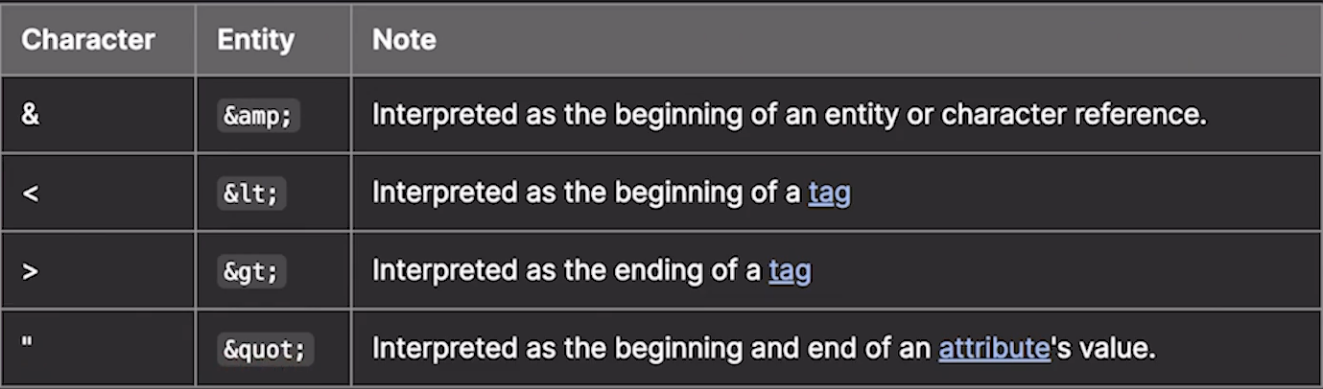 Character Entity Note
& &amp; Interpreted as the beginning of an entity or character reference.
< &lt; Interpreted as the beginning of a tag
> &gt; Interpreted as the ending of a tag
" &quot; Interpreted as the beginning and end of an attribute's value.